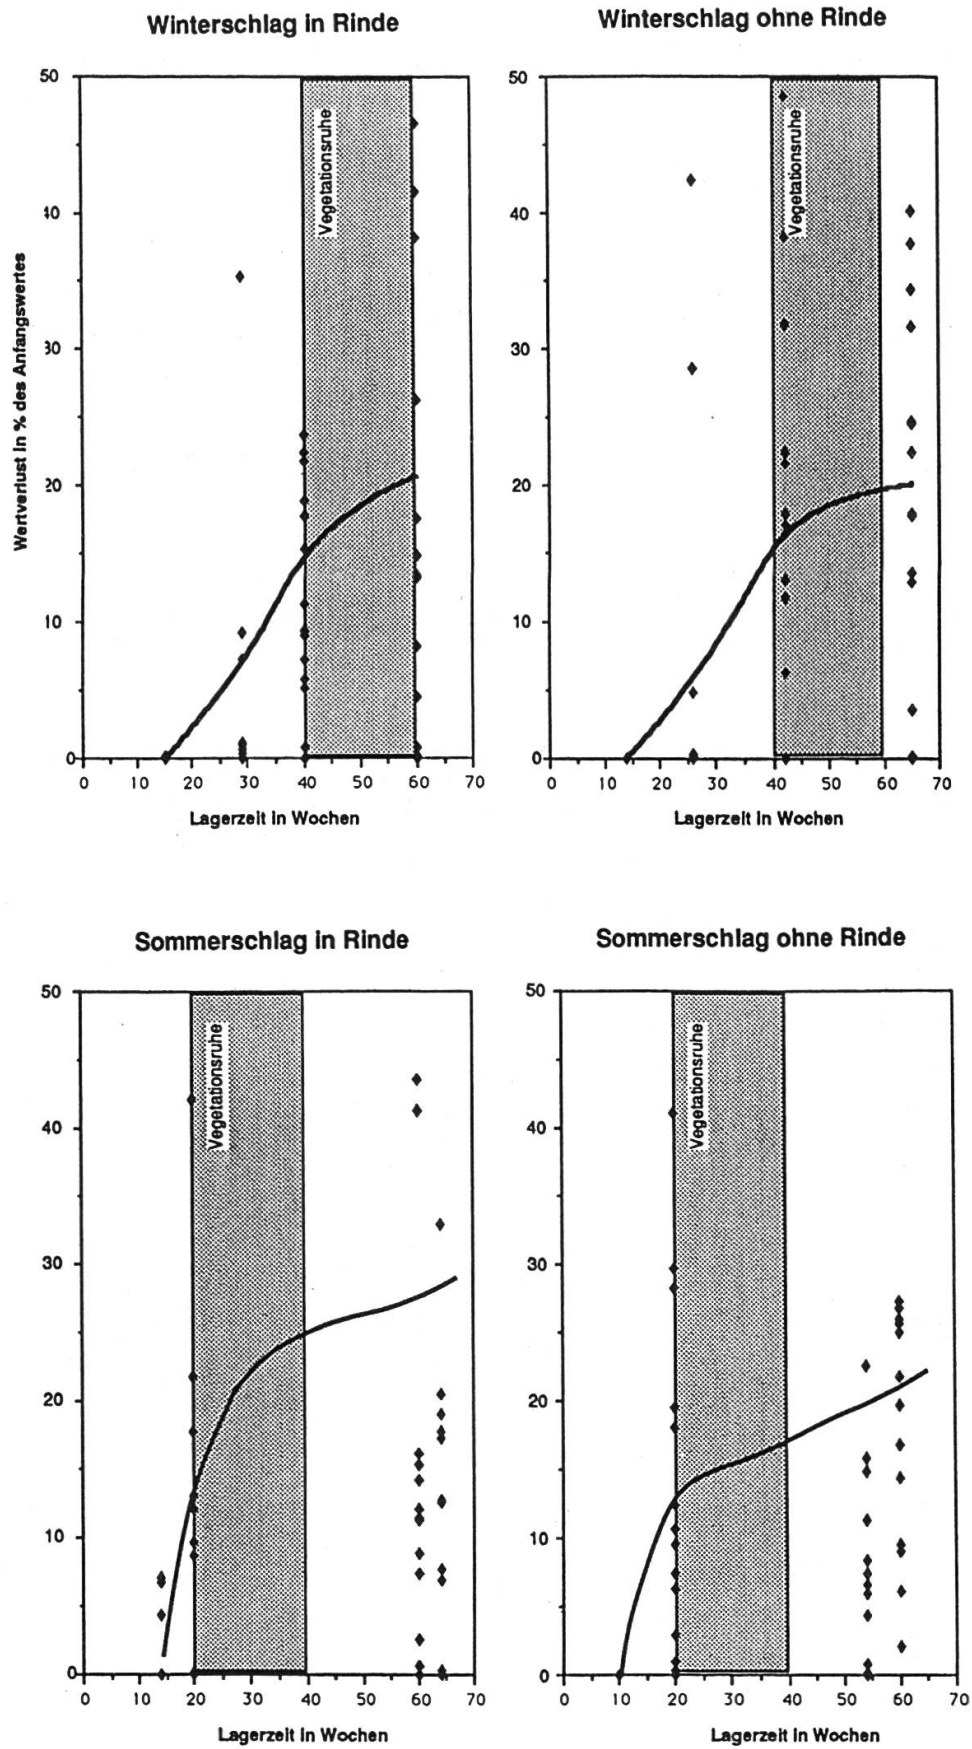 Winterschlag in Rinde
Winterschlag ohne Rinde
Wertverlust in % des Anfangswertes
50
40
30
20
10
0
Vegetationsruhe
0 10 20 30 40 50 60 70
Lagerzeit in Wochen
50
40
30
20
10
0
Vegetationsruhe
0 10 20 30 40 50 60 70
Lagerzeit in Wochen
Sommerschlag in Rinde
Sommerschlag ohne Rinde
50
40
30
20
10
0
Vegetationsruhe
0 10 20 30 40 50 60 70
Lagerzeit in Wochen
50
40
30
20
10
0
Vegetationsruhe
0 10 20 30 40 50 60 70
Lagerzeit in Wochen